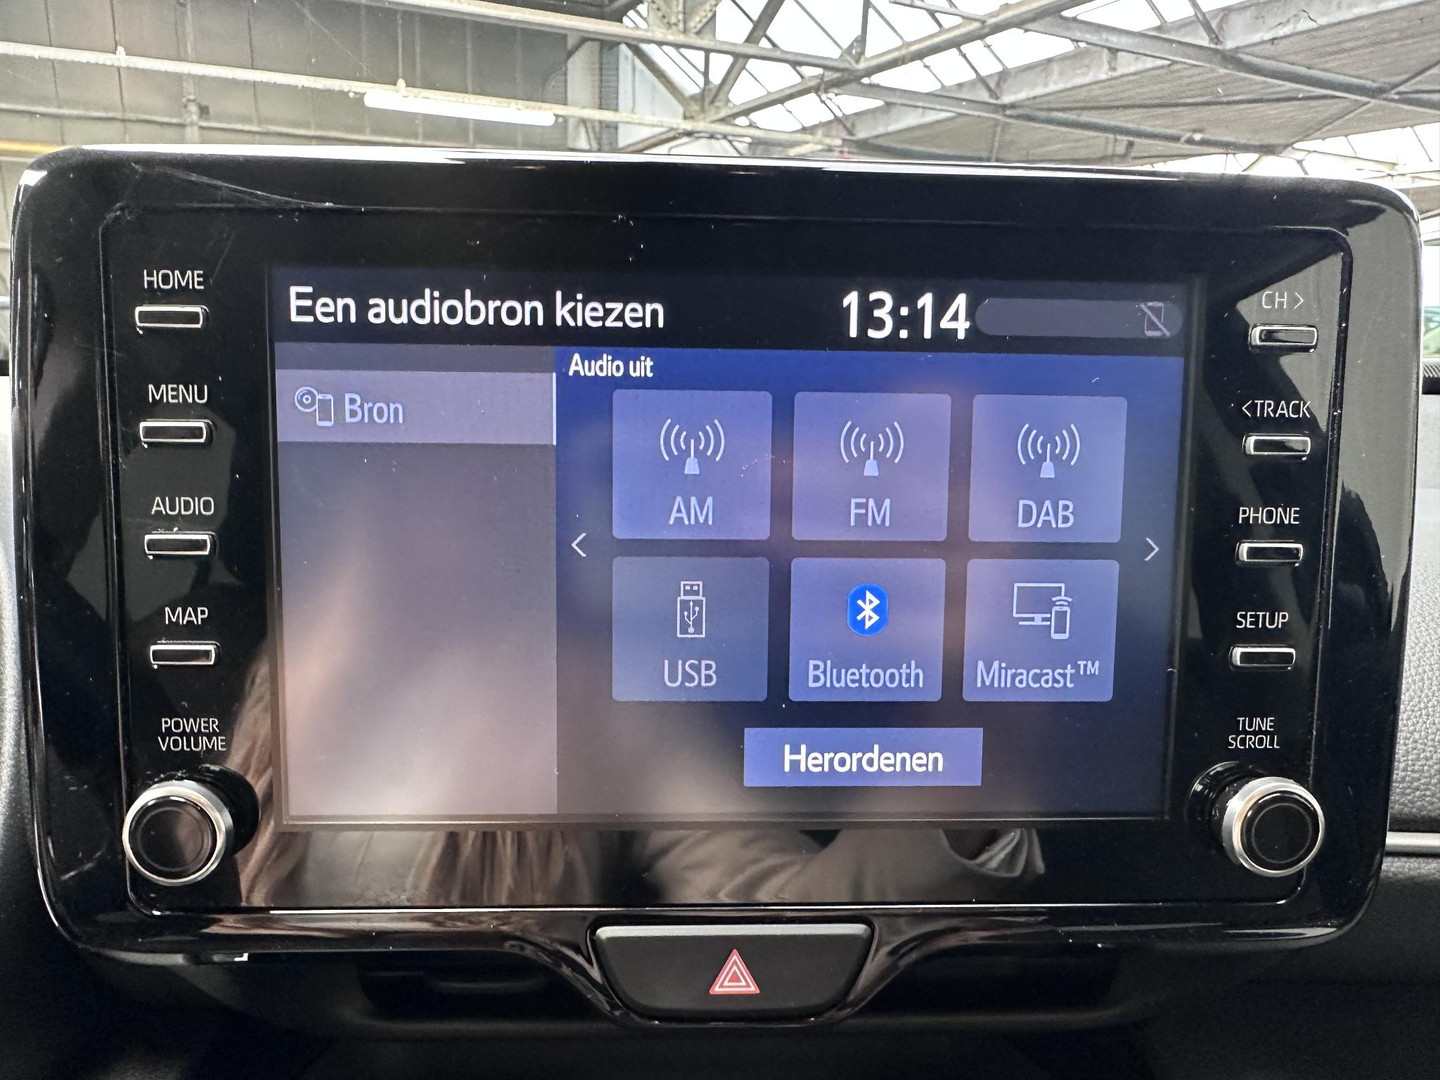 HOME
MENU
AUDIO
MAP
POWER
VOLUME
Een audiobron kiezen
13:14
Bron
Audio uit
AM
FM
DAB
USB
Bluetooth
Miracast™
Herordenen
CH >
<TRACK
PHONE
SETUP
TUNE
SCROLL